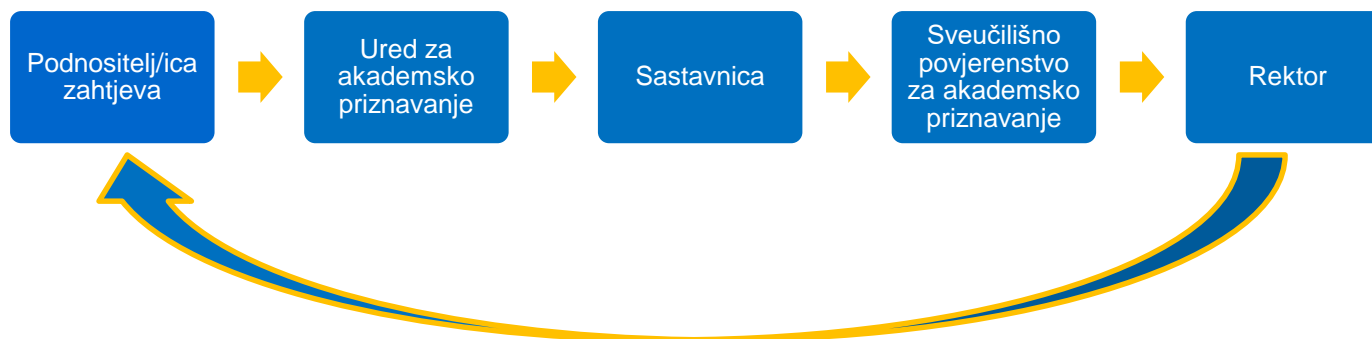 Podnositelj/ica
zahtjeva
Ured za
akademsko
priznavanje
Sastavnica
Sveučilišno
povjerenstvo
za akademsko
priznavanje
Rektor